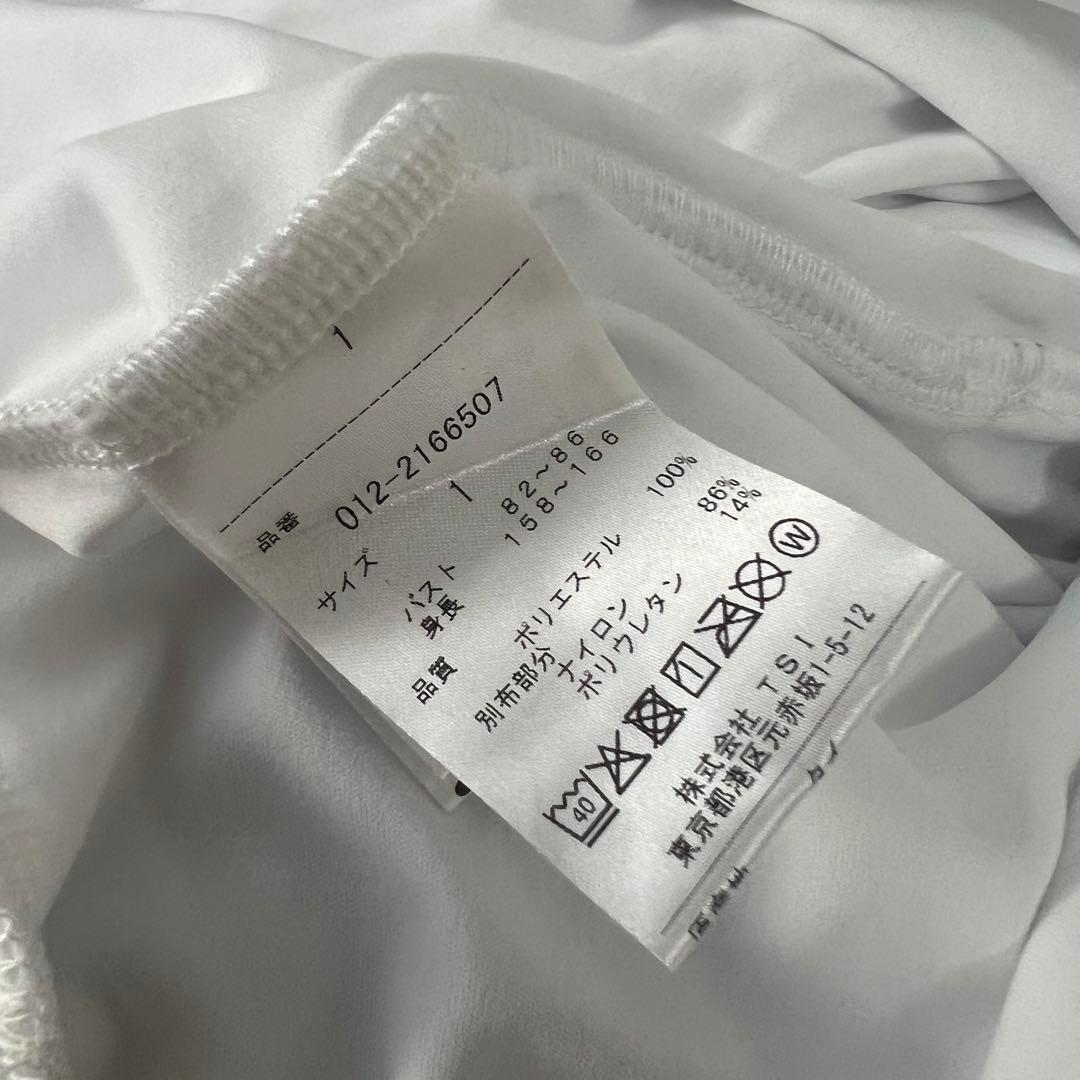 1
品番 012-2166507
サイズ 1
バスト 82~86
身長 158~166
品質 ポリエステル 100%
別布部分
ナイロン 86%
ポリウレタン 14%
40 W
株式会社 TSI
東京都港区元赤坂1-5-12